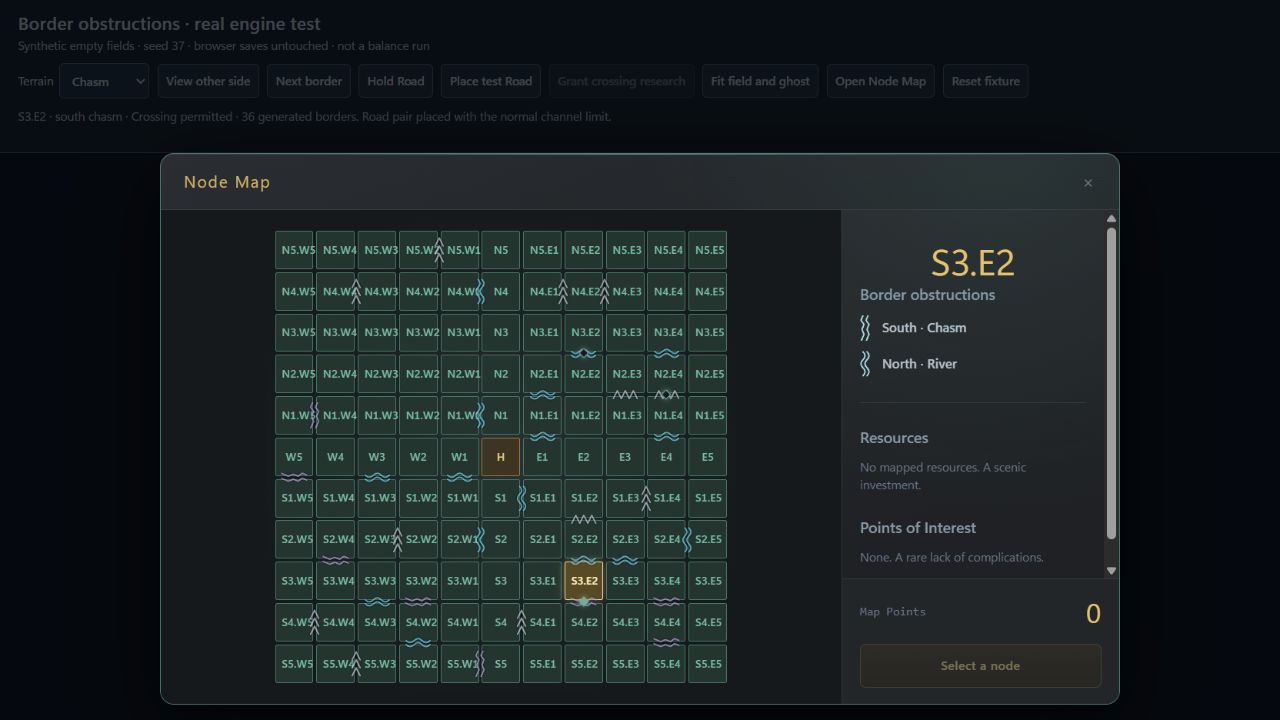 Border obstructions · real engine test
Synthetic empty fields · seed 37 · browser saves untouched · not a balance run
Terrain Chasm View other side Next border Hold Road Place test Road Grant crossing research Fit field and ghost Open Node Map Reset fixture
S3.E2 · south chasm · Crossing permitted · 36 generated borders. Road pair placed with the normal channel limit.
Node Map ×
N5.W5 N5.W4 N5.W3 N5.W2 N5.W1 N5 N5.E1 N5.E2 N5.E3 N5.E4 N5.E5
N4.W5 N4.W4 N4.W3 N4.W2 N4.W1 N4 N4.E1 N4.E2 N4.E3 N4.E4 N4.E5
N3.W5 N3.W4 N3.W3 N3.W2 N3.W1 N3 N3.E1 N3.E2 N3.E3 N3.E4 N3.E5
N2.W5 N2.W4 N2.W3 N2.W2 N2.W1 N2 N2.E1 N2.E2 N2.E3 N2.E4 N2.E5
N1.W5 N1.W4 N1.W3 N1.W2 N1.W1 N1 N1.E1 N1.E2 N1.E3 N1.E4 N1.E5
W5 W4 W3 W2 W1 H E1 E2 E3 E4 E5
S1.W5 S1.W4 S1.W3 S1.W2 S1.W1 S1 S1.E1 S1.E2 S1.E3 S1.E4 S1.E5
S2.W5 S2.W4 S2.W3 S2.W2 S2.W1 S2 S2.E1 S2.E2 S2.E3 S2.E4 S2.E5
S3.W5 S3.W4 S3.W3 S3.W2 S3.W1 S3 S3.E1 S3.E2 S3.E3 S3.E4 S3.E5
S4.W5 S4.W4 S4.W3 S4.W2 S4.W1 S4 S4.E1 S4.E2 S4.E3 S4.E4 S4.E5
S5.W5 S5.W4 S5.W3 S5.W2 S5.W1 S5 S5.E1 S5.E2 S5.E3 S5.E4 S5.E5
S3.E2
Border obstructions
South · Chasm
North · River
Resources
No mapped resources. A scenic
investment.
Points of Interest
None. A rare lack of complications.
Map Points 0
Select a node